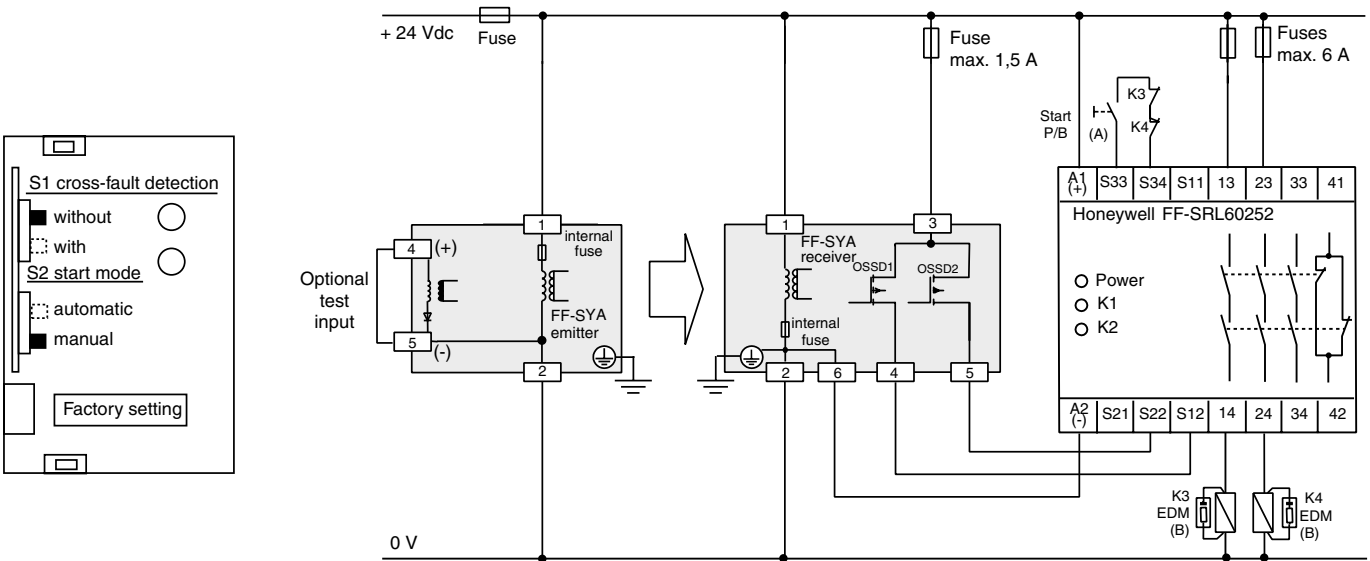 + 24 Vdc
Fuse
Fuse
max. 1,5 A
Fuses
max. 6 A
Start
P/B
(A)
K3
K4
S1 cross-fault detection
without
with
S2 start mode
automatic
manual
Factory setting
Optional
test
input
4
(+)
5
(-)
1
internal
fuse
FF-SYA
emitter
2
1
3
FF-SYA
receiver
OSSD1
OSSD2
internal
fuse
2
6
4
5
A1
(+)
S33
S34
S11
13
23
33
41
Honeywell FF-SRL60252
Power
K1
K2
A2
(-)
S21
S22
S12
14
24
34
42
K3
EDM
(B)
K4
EDM
(B)
0 V